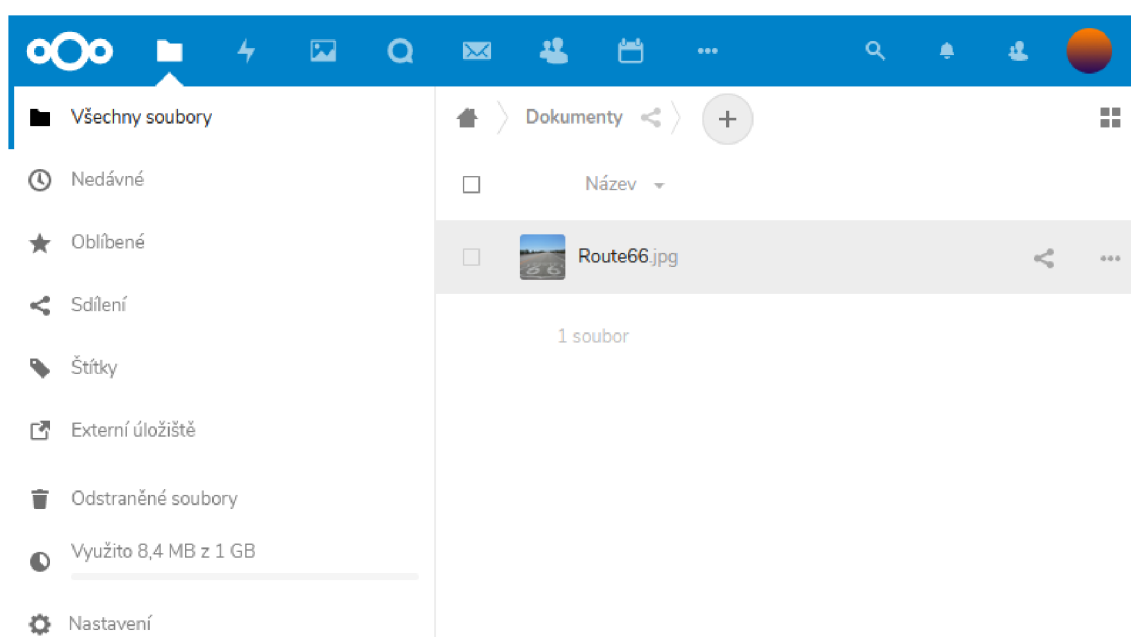 Všechny soubory
Nedávné
Oblíbené
Sdílení
Štítky
Externí úložiště
Odstraněné soubory
Využito 8,4 MB z 1 GB
Nastavení
Dokumenty
Název
Route66.jpg
1 soubor